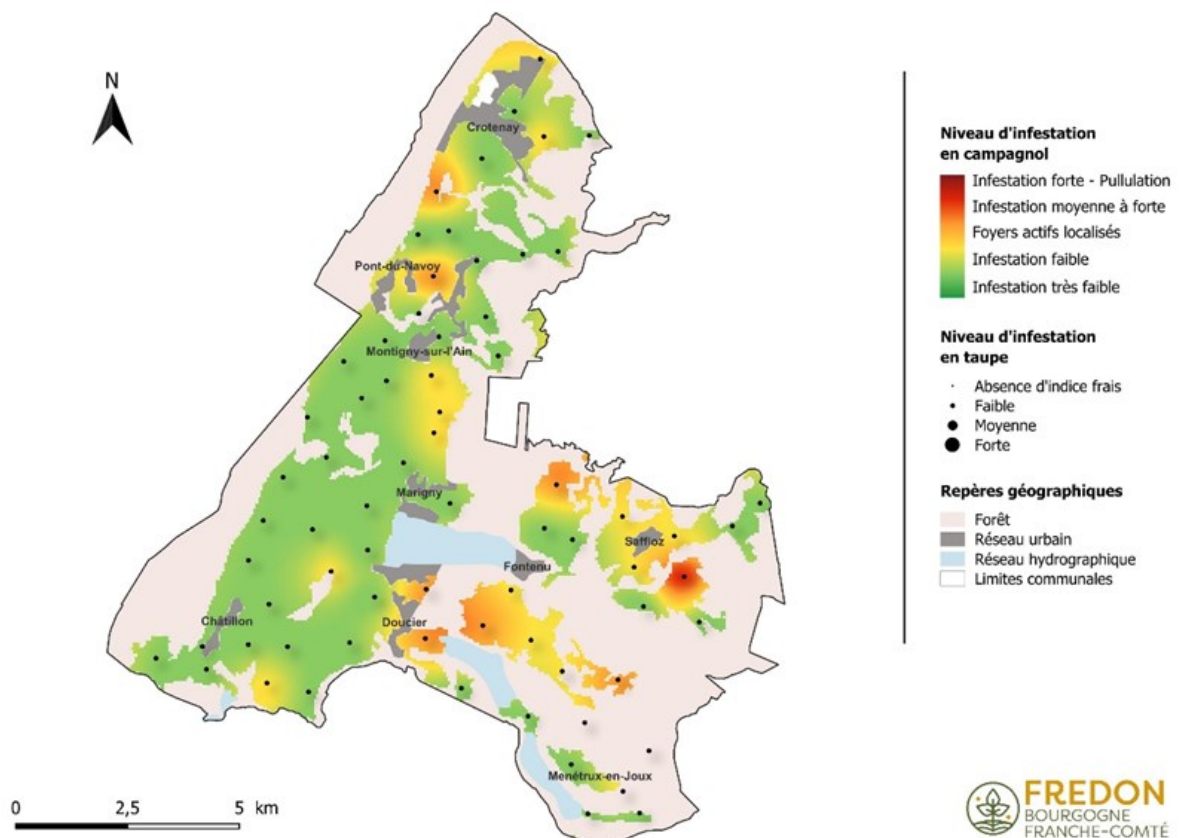 N
Crotenay
Pont-du-Navoy
Montigny-sur-l'Ain
Marigny
Saffioz
Fontenu
Châtillon
Doucier
Menétrux-en-Joux
0 2,5 5 km
Niveau d'infestation
en campagnol
Infestation forte - Pullulation
Infestation moyenne à forte
Foyers actifs localisés
Infestation faible
Infestation très faible
Niveau d'infestation
en taupe
Absence d'indice frais
Faible
Moyenne
Forte
Repères géographiques
Forêt
Réseau urbain
Réseau hydrographique
Limites communales
FREDON
BOURGOGNE
FRANCHE-COMTÉ